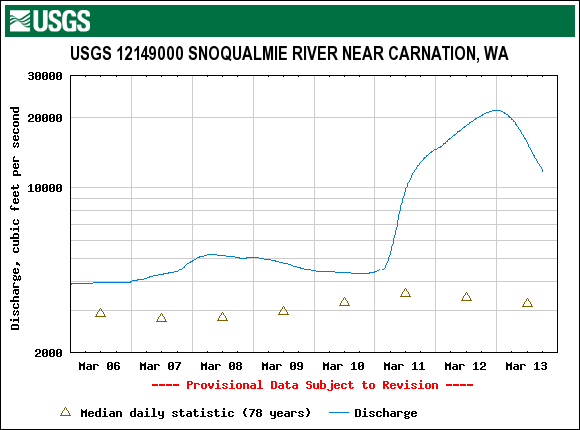 USGS
USGS 12149000 SNOQUALMIE RIVER NEAR CARNATION, WA
Discharge, cubic feet per second
30000
20000
10000
2000
Mar 06 Mar 07 Mar 08 Mar 09 Mar 10 Mar 11 Mar 12 Mar 13
---- Provisional Data Subject to Revision ----
Median daily statistic (78 years) Discharge